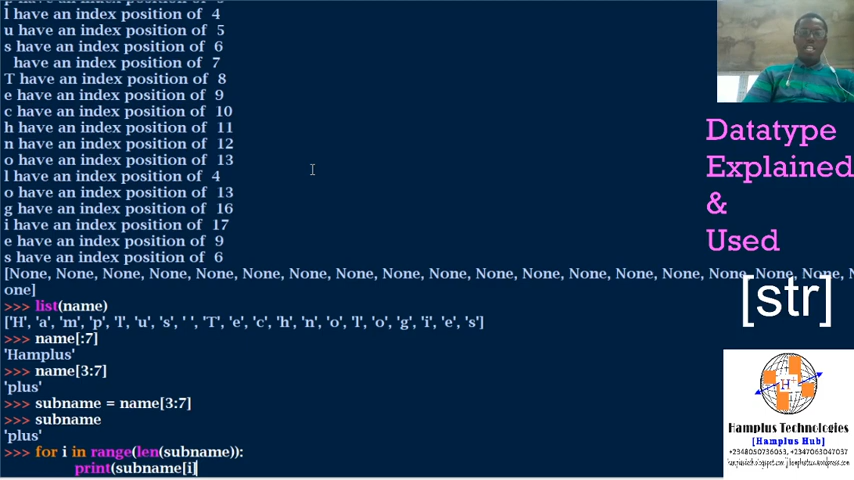 l have an index position of  4
u have an index position of  5
s have an index position of  6
  have an index position of  7
T have an index position of  8
e have an index position of  9
c have an index position of  10
h have an index position of  11
n have an index position of  12
o have an index position of  13
l have an index position of  4
o have an index position of  13
g have an index position of  16
i have an index position of  17
e have an index position of  9
s have an index position of  6
[None, None, None, None, None, None, None, None, None, None, None, None, None, None, None, None, None, N
one]
>>> list(name)
['H', 'a', 'm', 'p', 'l', 'u', 's', ' ', 'T', 'e', 'c', 'h', 'n', 'o', 'l', 'o', 'g', 'i', 'e', 's']
>>> name[:7]
'Hamplus'
>>> name[3:7]
'plus'
>>> subname = name[3:7]
>>> subname
'plus'
>>> for i in range(len(subname)):
print(subname[i]
Datatype
Explained
&
Used
[str]
H
Hamplus Technologies
[Hamplus Hub]